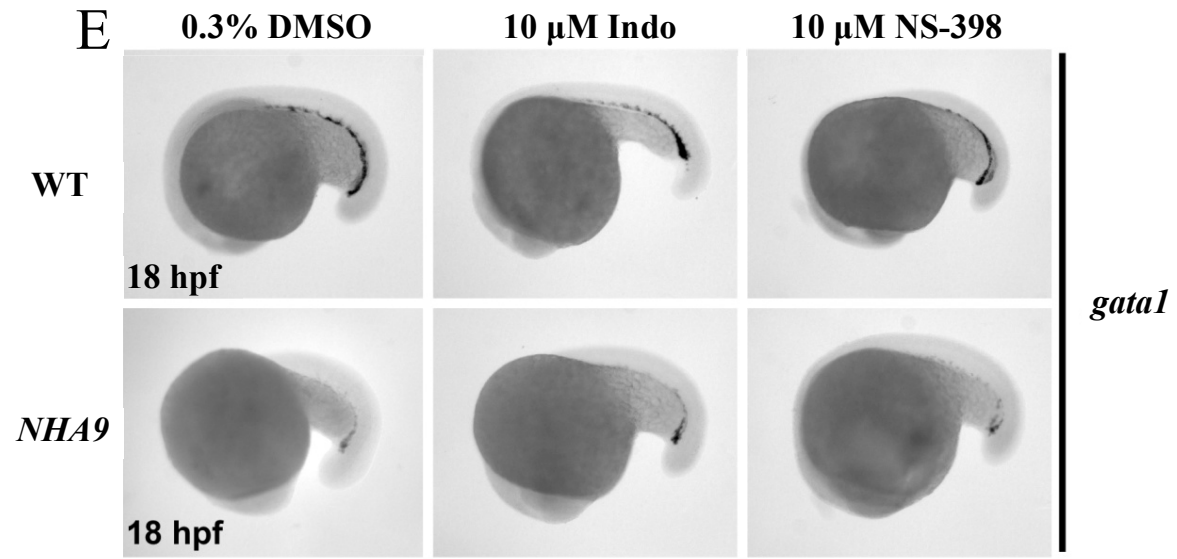 E
0.3% DMSO
10 µM Indo
10 µM NS-398
WT
18 hpf
gata1
NHA9
18 hpf